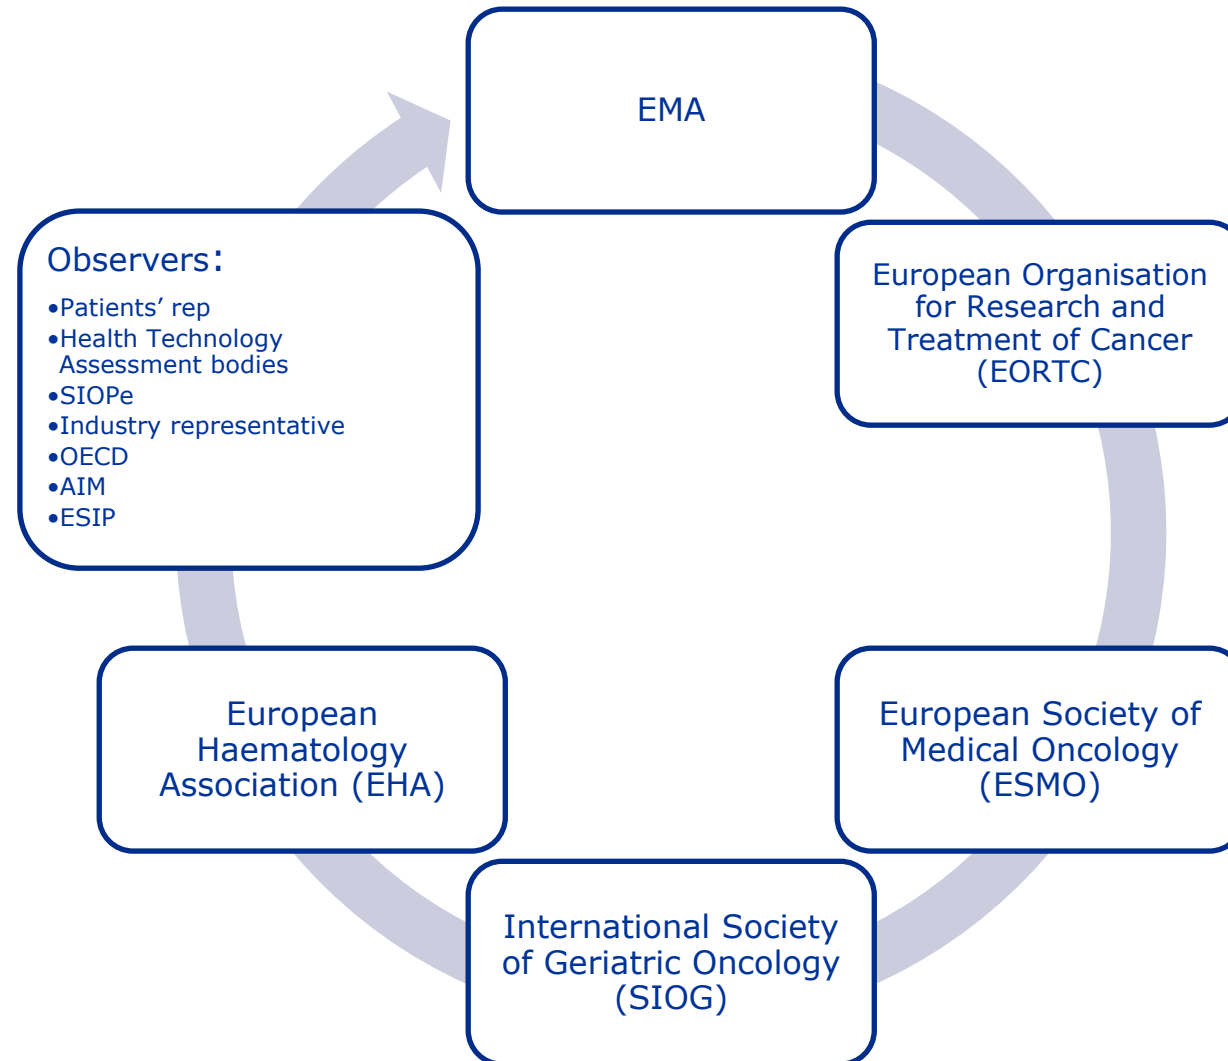 EMA
European Organisation
for Research and
Treatment of Cancer
(EORTC)
European Society of
Medical Oncology
(ESMO)
International Society
of Geriatric Oncology
(SIOG)
European
Haematology
Association (EHA)
Observers:
•Patients’ rep
•Health Technology
Assessment bodies
•SIOPe
•Industry representative
•OECD
•AIM
•ESIP